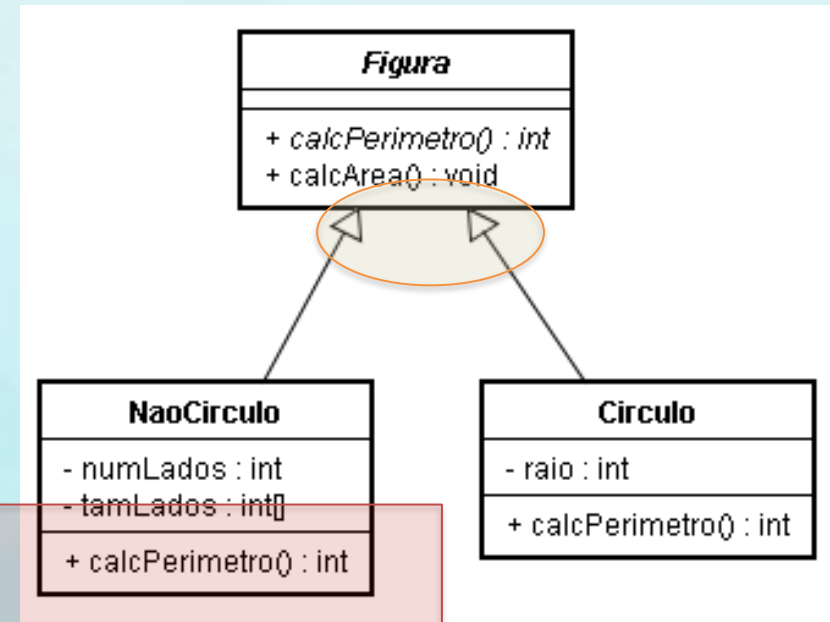 Figura
+ calcPerimetro() : int
+ calcArea() : void
NaoCirculo
- numLados : int
- tamLados : int[]
+ calcPerimetro() : int
Circulo
- raio : int
+ calcPerimetro() : int